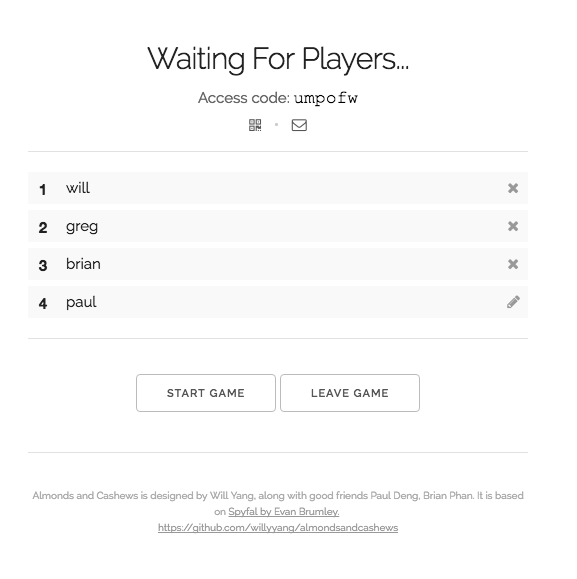 Waiting For Players...
Access code: umpofw
1 will
2 greg
3 brian
4 paul
START GAME LEAVE GAME
Almonds and Cashews is designed by Will Yang, along with good friends Paul Deng, Brian Phan. It is based
on Spyfal by Evan Brumley.
https://github.com/willyyang/almondsandcashews